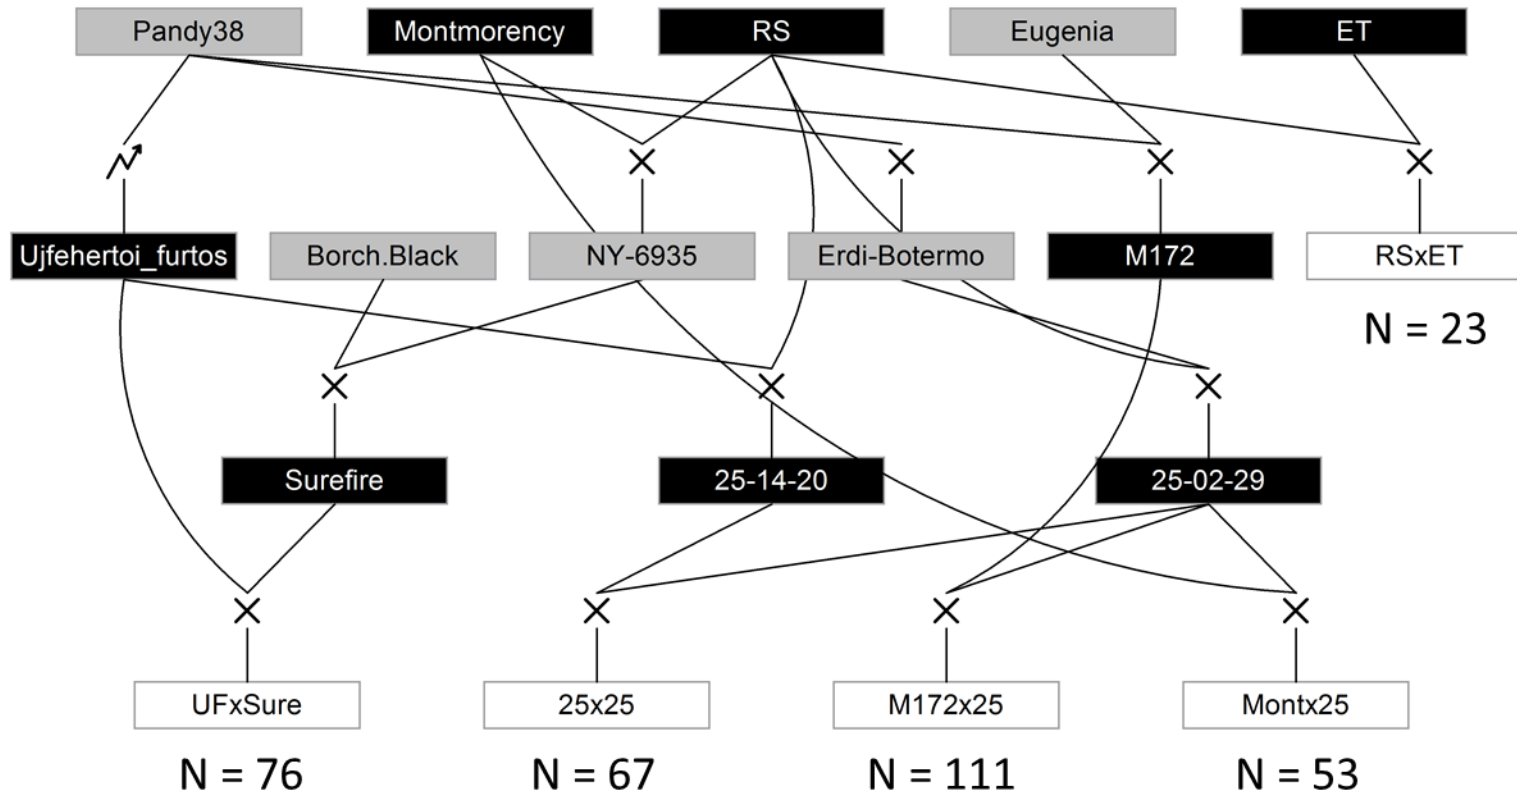 Pandy38
Montmorency
RS
Eugenia
ET
Ujfehertoi_furtos
Borch.Black
NY-6935
Erdi-Botermo
M172
RSxET
N = 23
Surefire
25-14-20
25-02-29
UFxSure
25x25
M172x25
Montx25
N = 76
N = 67
N = 111
N = 53